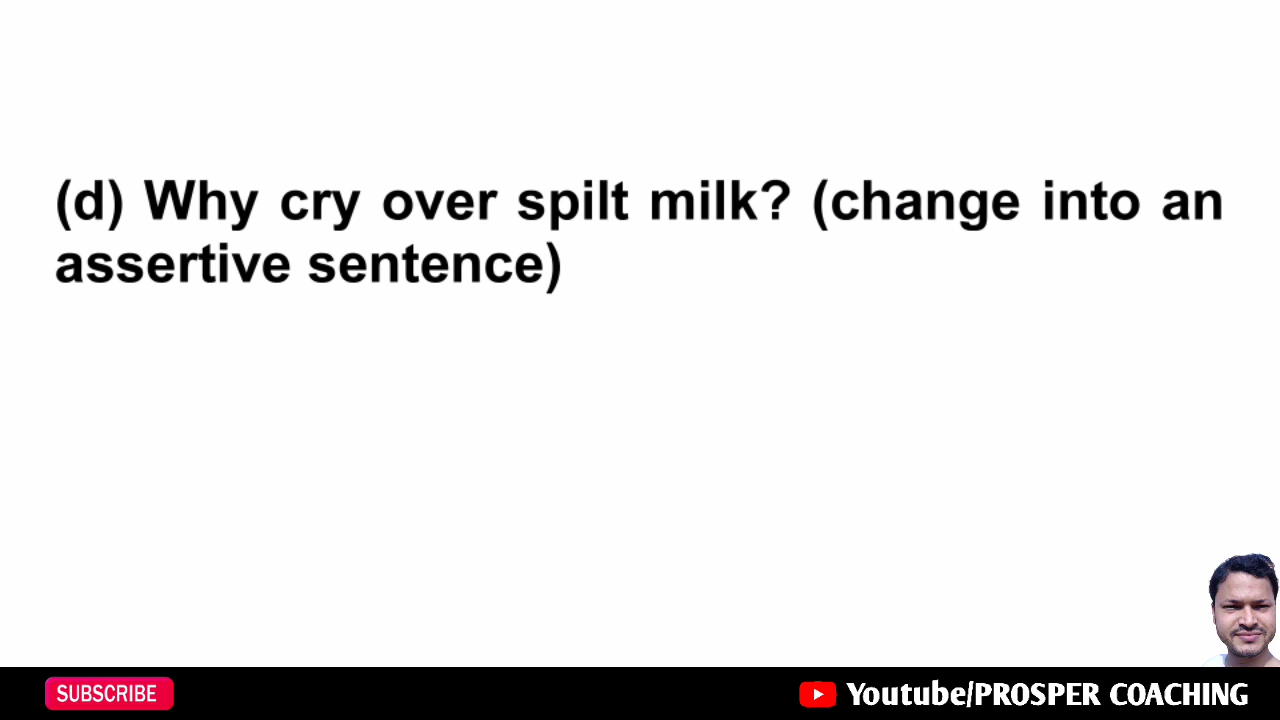 (d) Why cry over spilt milk? (change into an
assertive sentence)
SUBSCRIBE
Youtube/PROSPER COACHING